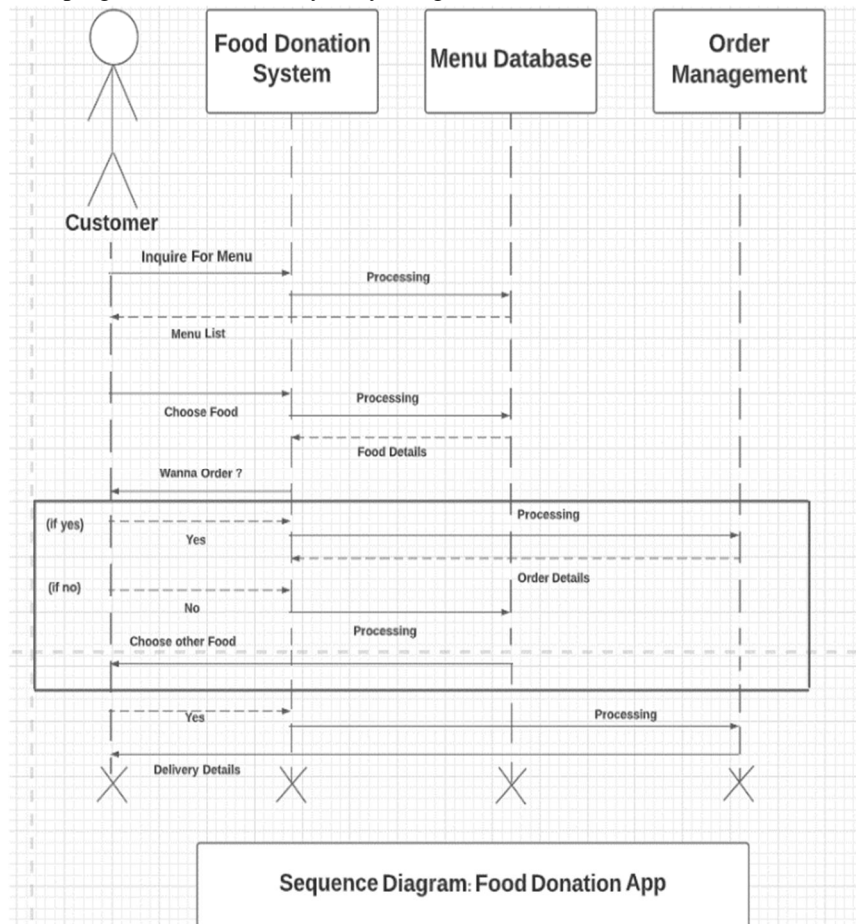 Food Donation
System
Menu Database
Order
Management
Customer
Inquire For Menu
Processing
Menu List
Processing
Choose Food
Food Details
Wanna Order ?
Processing
(if yes)
Yes
Order Details
(if no)
No
Processing
Choose other Food
Yes
Processing
Delivery Details
Sequence Diagram: Food Donation App